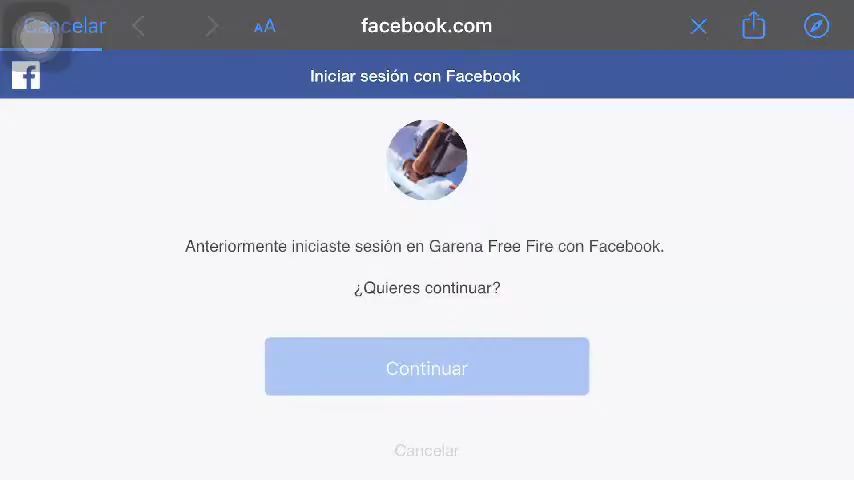 Cancelar
AA
facebook.com
Iniciar sesión con Facebook
Anteriormente iniciaste sesión en Garena Free Fire con Facebook.
¿Quieres continuar?
Continuar
Cancelar